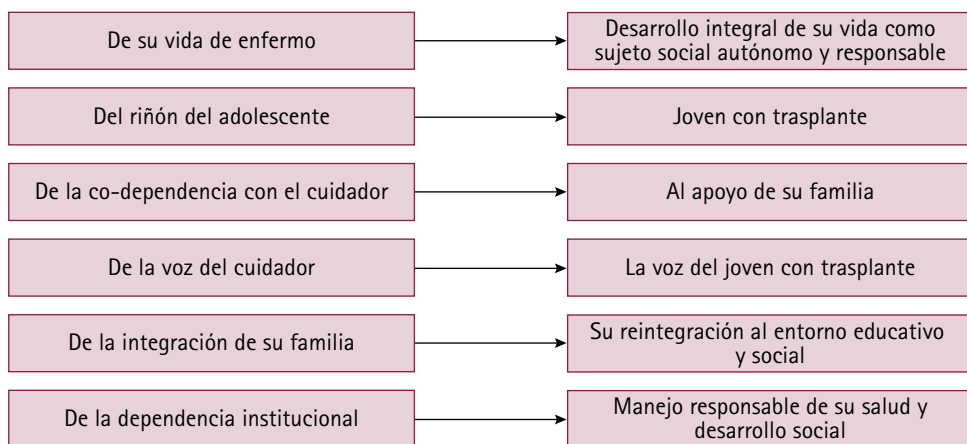 De su vida de enfermo
Desarrollo integral de su vida como
sujeto social autónomo y responsable
Del riñón del adolescente
Joven con trasplante
De la co-dependencia con el cuidador
Al apoyo de su familia
De la voz del cuidador
La voz del joven con trasplante
De la integración de su familia
Su reintegración al entorno educativo
y social
De la dependencia institucional
Manejo responsable de su salud y
desarrollo social